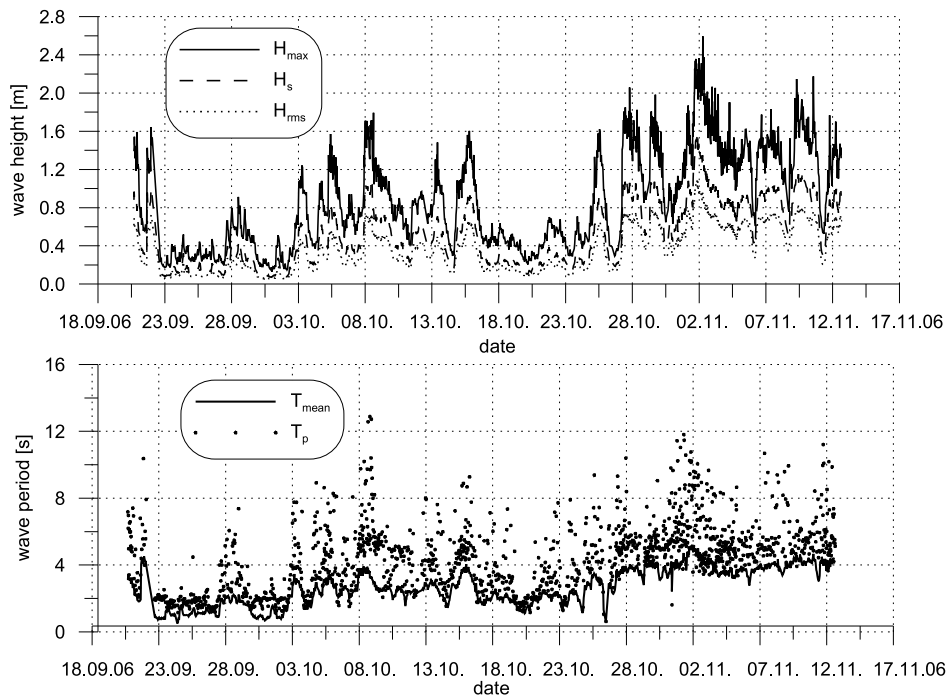 2.8
2.4
2.0
1.6
1.2
0.8
0.4
0.0
wave height [m]
Hmax
Hs
Hrms
18.09.06 23.09. 28.09. 03.10. 08.10. 13.10. 18.10. 23.10. 28.10. 02.11. 07.11. 12.11. 17.11.06
date
16
12
8
4
0
wave period [s]
Tmean
Tp
18.09.06 23.09. 28.09. 03.10. 08.10. 13.10. 18.10. 23.10. 28.10. 02.11. 07.11. 12.11. 17.11.06
date